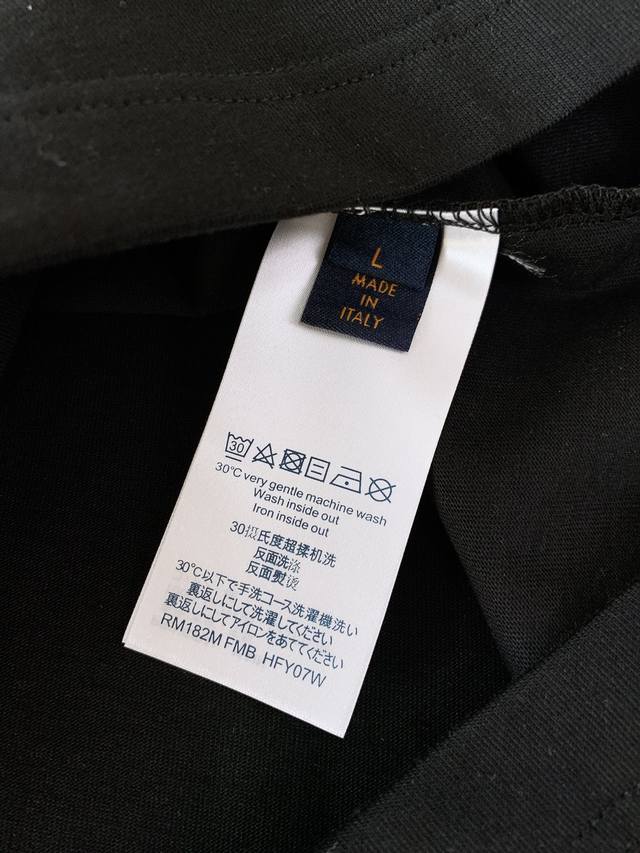 L
MADE
IN
ITALY
30
30°C very gentle machine wash
Wash inside out
Iron inside out
30摄氏度超揉机洗
反面洗涤
反面熨烫
30℃以下で手洗コース洗濯機洗い
裏返しにして洗濯してください
裏返しにしてアイロンをあててください
RM182M FMB HFY07W